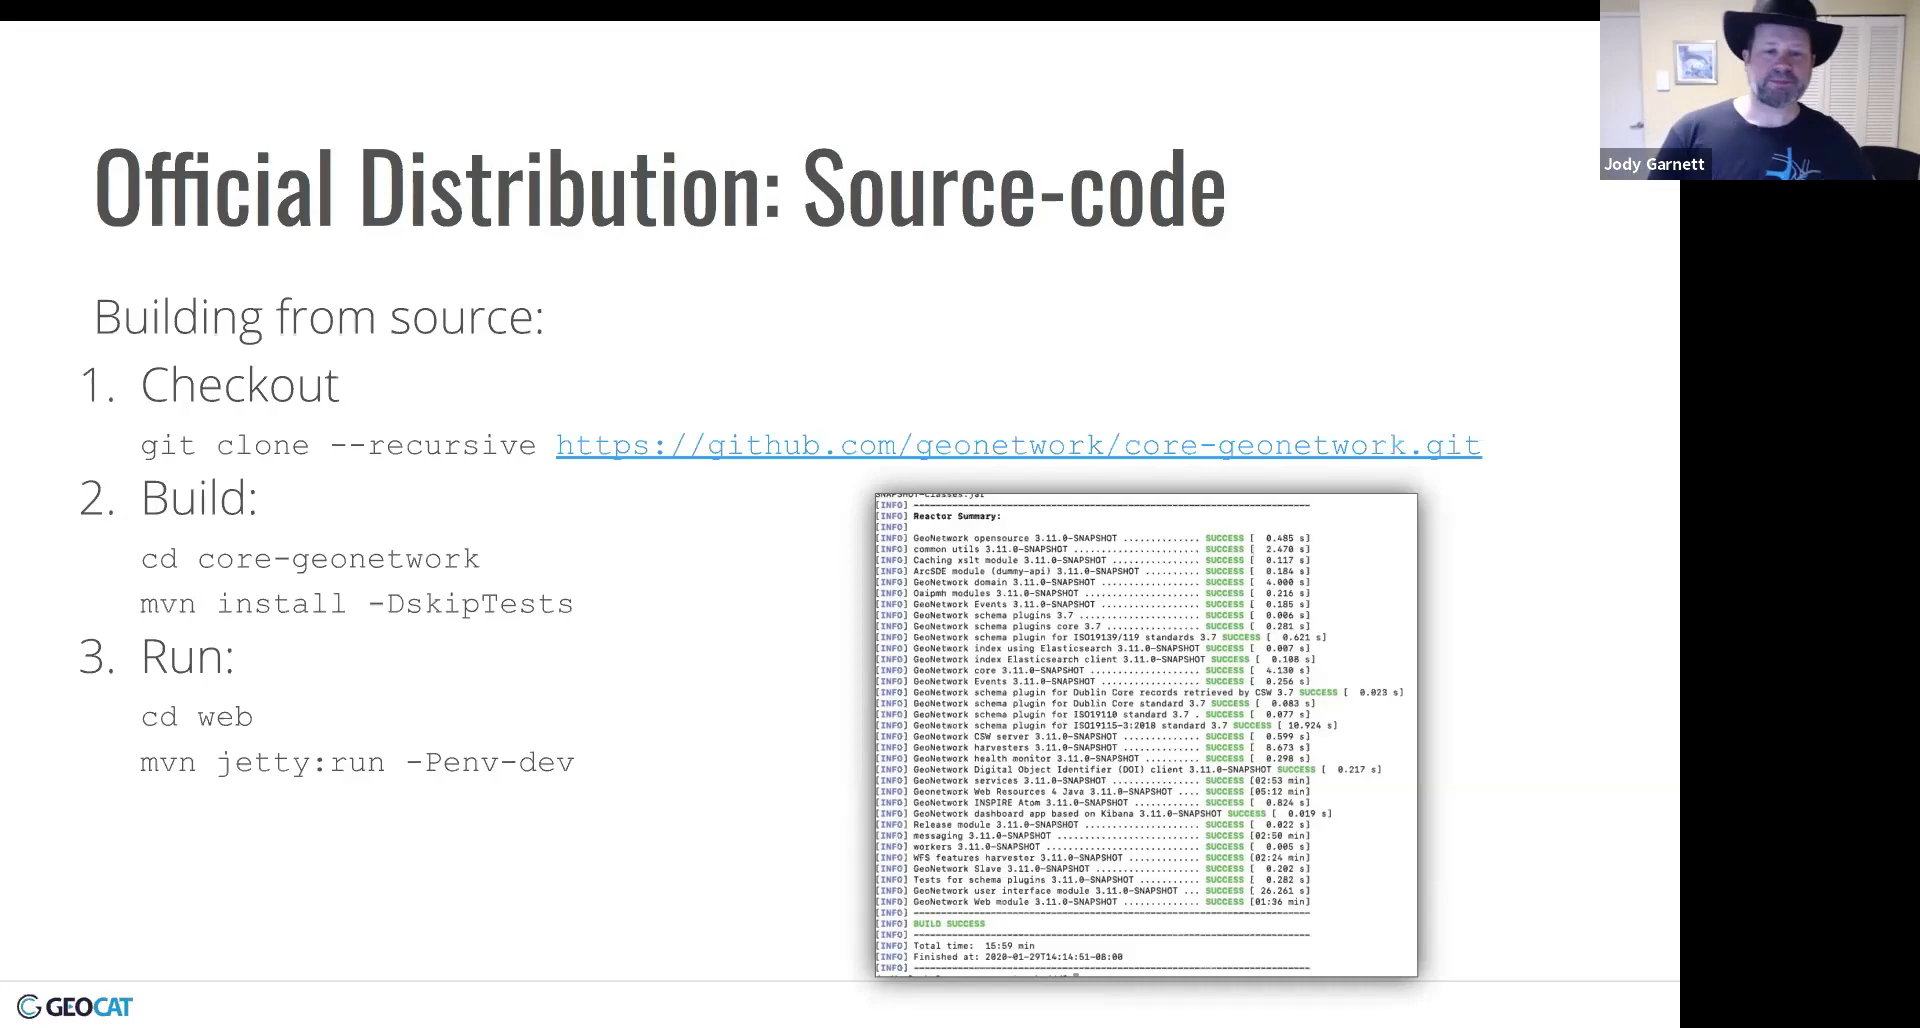 Jody Garnett
Official Distribution: Source-code
Building from source:
1. Checkout
git clone --recursive https://github.com/geonetwork/core-geonetwork.git
2. Build:
cd core-geonetwork
mvn install -DskipTests
3. Run:
cd web
mvn jetty:run -Penv-dev
SNAPSHOT-classes.jar
[INFO] ------------------------------------------------------------------------
[INFO] Reactor Summary:
[INFO]
[INFO] GeoNetwork opensource 3.11.0-SNAPSHOT .............. SUCCESS [  0.485 s]
[INFO] common utils 3.11.0-SNAPSHOT ....................... SUCCESS [  2.470 s]
[INFO] Caching xslt module 3.11.0-SNAPSHOT ................ SUCCESS [  0.117 s]
[INFO] ArcSDE module (dummy-api) 3.11.0-SNAPSHOT .......... SUCCESS [  0.184 s]
[INFO] GeoNetwork domain 3.11.0-SNAPSHOT .................. SUCCESS [  4.000 s]
[INFO] Oaipmh modules 3.11.0-SNAPSHOT ..................... SUCCESS [  0.216 s]
[INFO] GeoNetwork Events 3.11.0-SNAPSHOT .................. SUCCESS [  0.185 s]
[INFO] GeoNetwork schema plugins 3.7 ...................... SUCCESS [  0.006 s]
[INFO] GeoNetwork schema plugins core 3.7 ................. SUCCESS [  0.281 s]
[INFO] GeoNetwork schema plugin for ISO19139/119 standards 3.7 SUCCESS [  0.621 s]
[INFO] GeoNetwork index using Elasticsearch 3.11.0-SNAPSHOT SUCCESS [  0.007 s]
[INFO] GeoNetwork index Elasticsearch client 3.11.0-SNAPSHOT SUCCESS [  0.108 s]
[INFO] GeoNetwork core 3.11.0-SNAPSHOT .................... SUCCESS [  4.130 s]
[INFO] GeoNetwork Events 3.11.0-SNAPSHOT .................. SUCCESS [  0.256 s]
[INFO] GeoNetwork schema plugin for Dublin Core records retrieved by CSW 3.7 SUCCESS [  0.023 s]
[INFO] GeoNetwork schema plugin for Dublin Core standard 3.7 SUCCESS [  0.083 s]
[INFO] GeoNetwork schema plugin for ISO19110 standard 3.7 . SUCCESS [  0.077 s]
[INFO] GeoNetwork schema plugin for ISO19115-3:2018 standard 3.7 SUCCESS [ 10.924 s]
[INFO] GeoNetwork CSW server 3.11.0-SNAPSHOT .............. SUCCESS [  0.599 s]
[INFO] GeoNetwork harvesters 3.11.0-SNAPSHOT .............. SUCCESS [  8.673 s]
[INFO] GeoNetwork health monitor 3.11.0-SNAPSHOT .......... SUCCESS [  0.298 s]
[INFO] GeoNetwork Digital Object Identifier (DOI) client 3.11.0-SNAPSHOT SUCCESS [  0.217 s]
[INFO] GeoNetwork services 3.11.0-SNAPSHOT ................ SUCCESS [02:53 min]
[INFO] Geonetwork Web Resources 4 Java 3.11.0-SNAPSHOT .... SUCCESS [05:12 min]
[INFO] GeoNetwork INSPIRE Atom 3.11.0-SNAPSHOT ............ SUCCESS [  0.824 s]
[INFO] GeoNetwork dashboard app based on Kibana 3.11.0-SNAPSHOT SUCCESS [  0.019 s]
[INFO] Release module 3.11.0-SNAPSHOT ..................... SUCCESS [  0.022 s]
[INFO] messaging 3.11.0-SNAPSHOT .......................... SUCCESS [02:50 min]
[INFO] workers 3.11.0-SNAPSHOT ............................ SUCCESS [  0.005 s]
[INFO] WFS features harvester 3.11.0-SNAPSHOT ............. SUCCESS [02:24 min]
[INFO] GeoNetwork Slave 3.11.0-SNAPSHOT ................... SUCCESS [  0.202 s]
[INFO] Tests for schema plugins 3.11.0-SNAPSHOT ........... SUCCESS [  0.282 s]
[INFO] GeoNetwork user interface module 3.11.0-SNAPSHOT ... SUCCESS [ 26.261 s]
[INFO] GeoNetwork Web module 3.11.0-SNAPSHOT .............. SUCCESS [01:36 min]
[INFO] ------------------------------------------------------------------------
[INFO] BUILD SUCCESS
[INFO] ------------------------------------------------------------------------
[INFO] Total time:  15:59 min
[INFO] Finished at: 2020-01-29T14:14:51-08:00
[INFO] ------------------------------------------------------------------------
GEOCAT